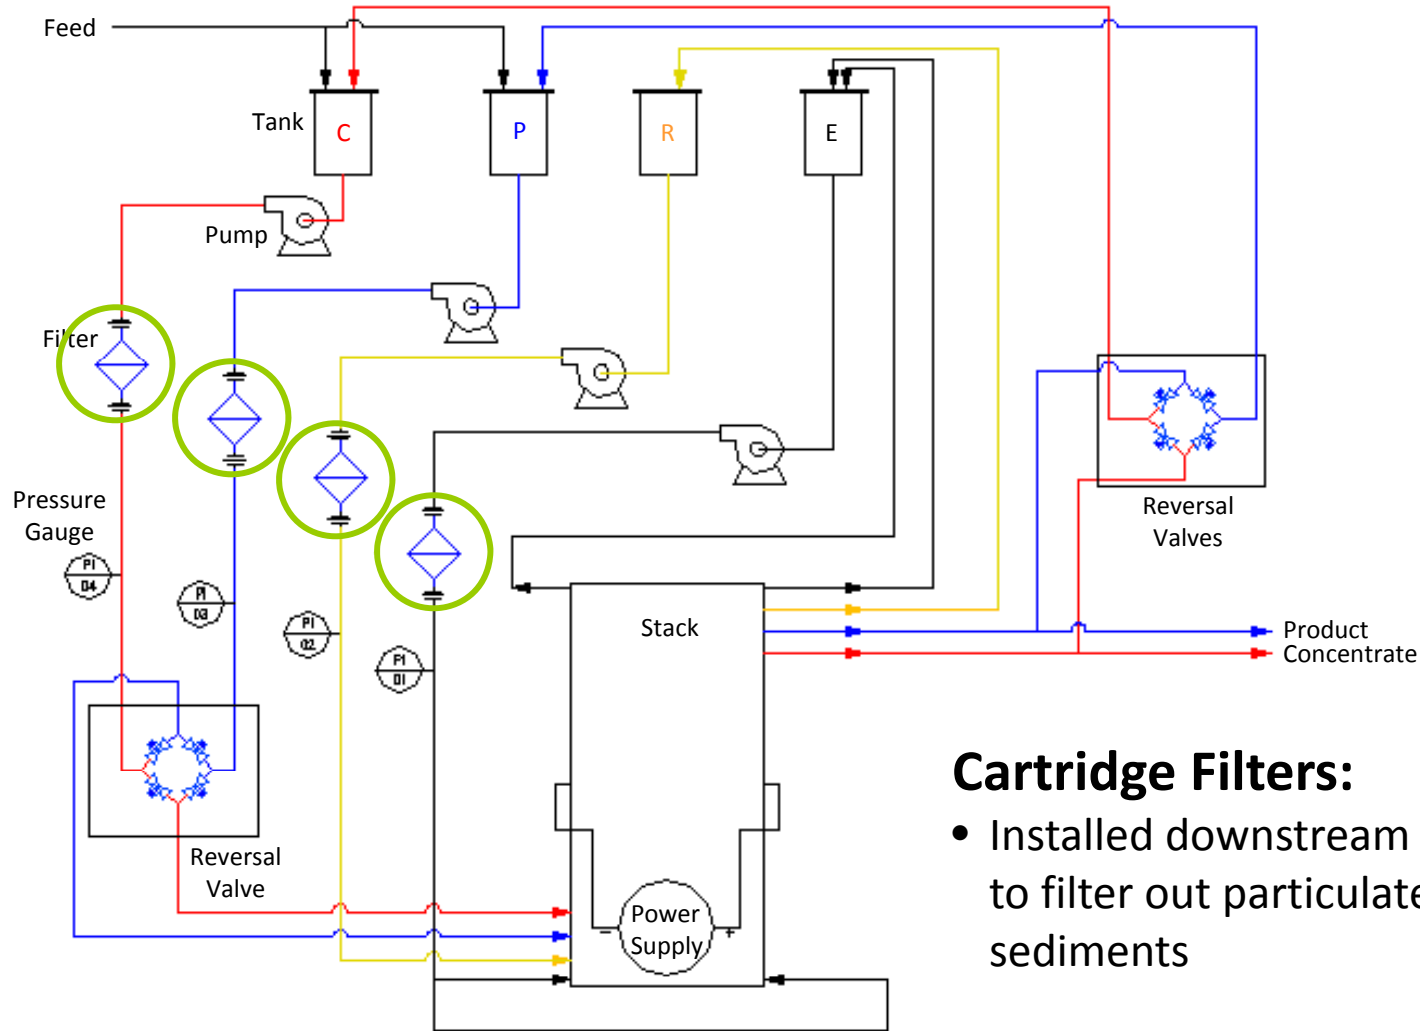 Feed
Tank
C
P
R
E
Pump
Filter
Pressure
Gauge
PI
04
PI
03
PI
02
PI
01
Reversal
Valves
Stack
Product
Concentrate
Reversal
Valve
Power
Supply
-
+
Cartridge Filters:
• Installed downstream
to filter out particulate
sediments